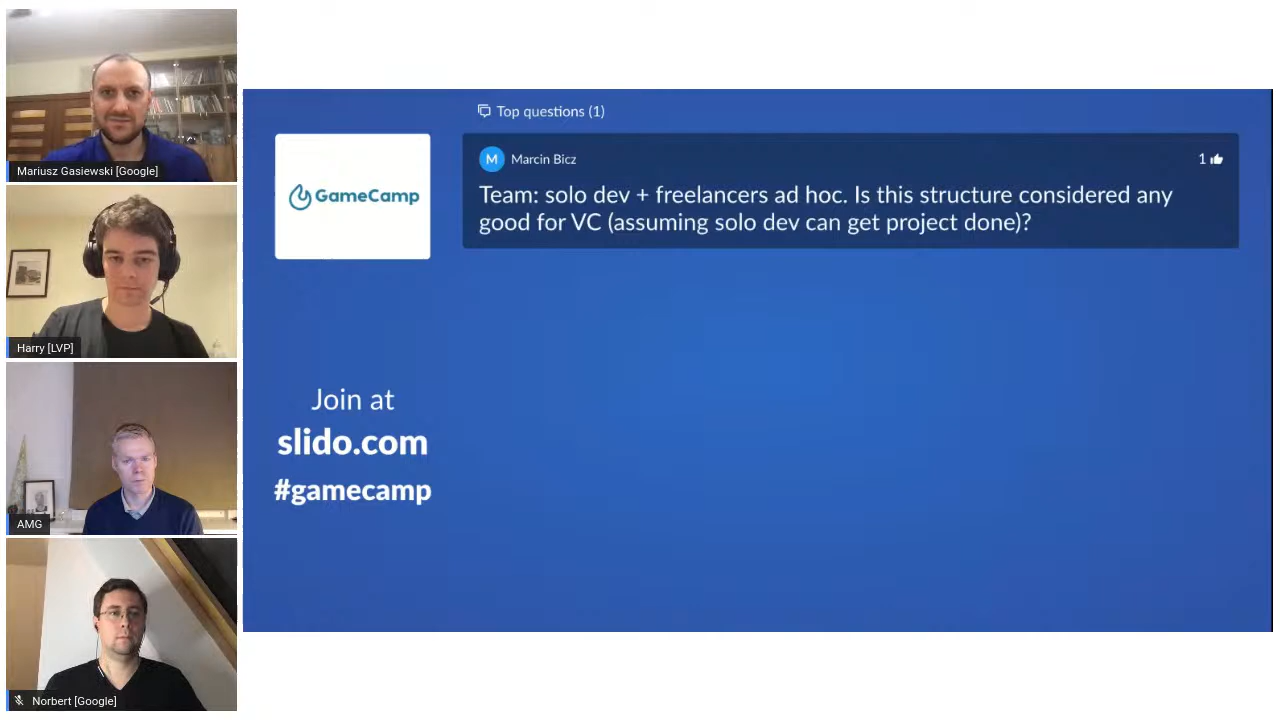 Mariusz Gasiewski [Google]
Harry [LVP]
AMG
Norbert [Google]
Top questions (1)
GameCamp
M Marcin Bicz
1
Team: solo dev + freelancers ad hoc. Is this structure considered any
good for VC (assuming solo dev can get project done)?
Join at
slido.com
#gamecamp